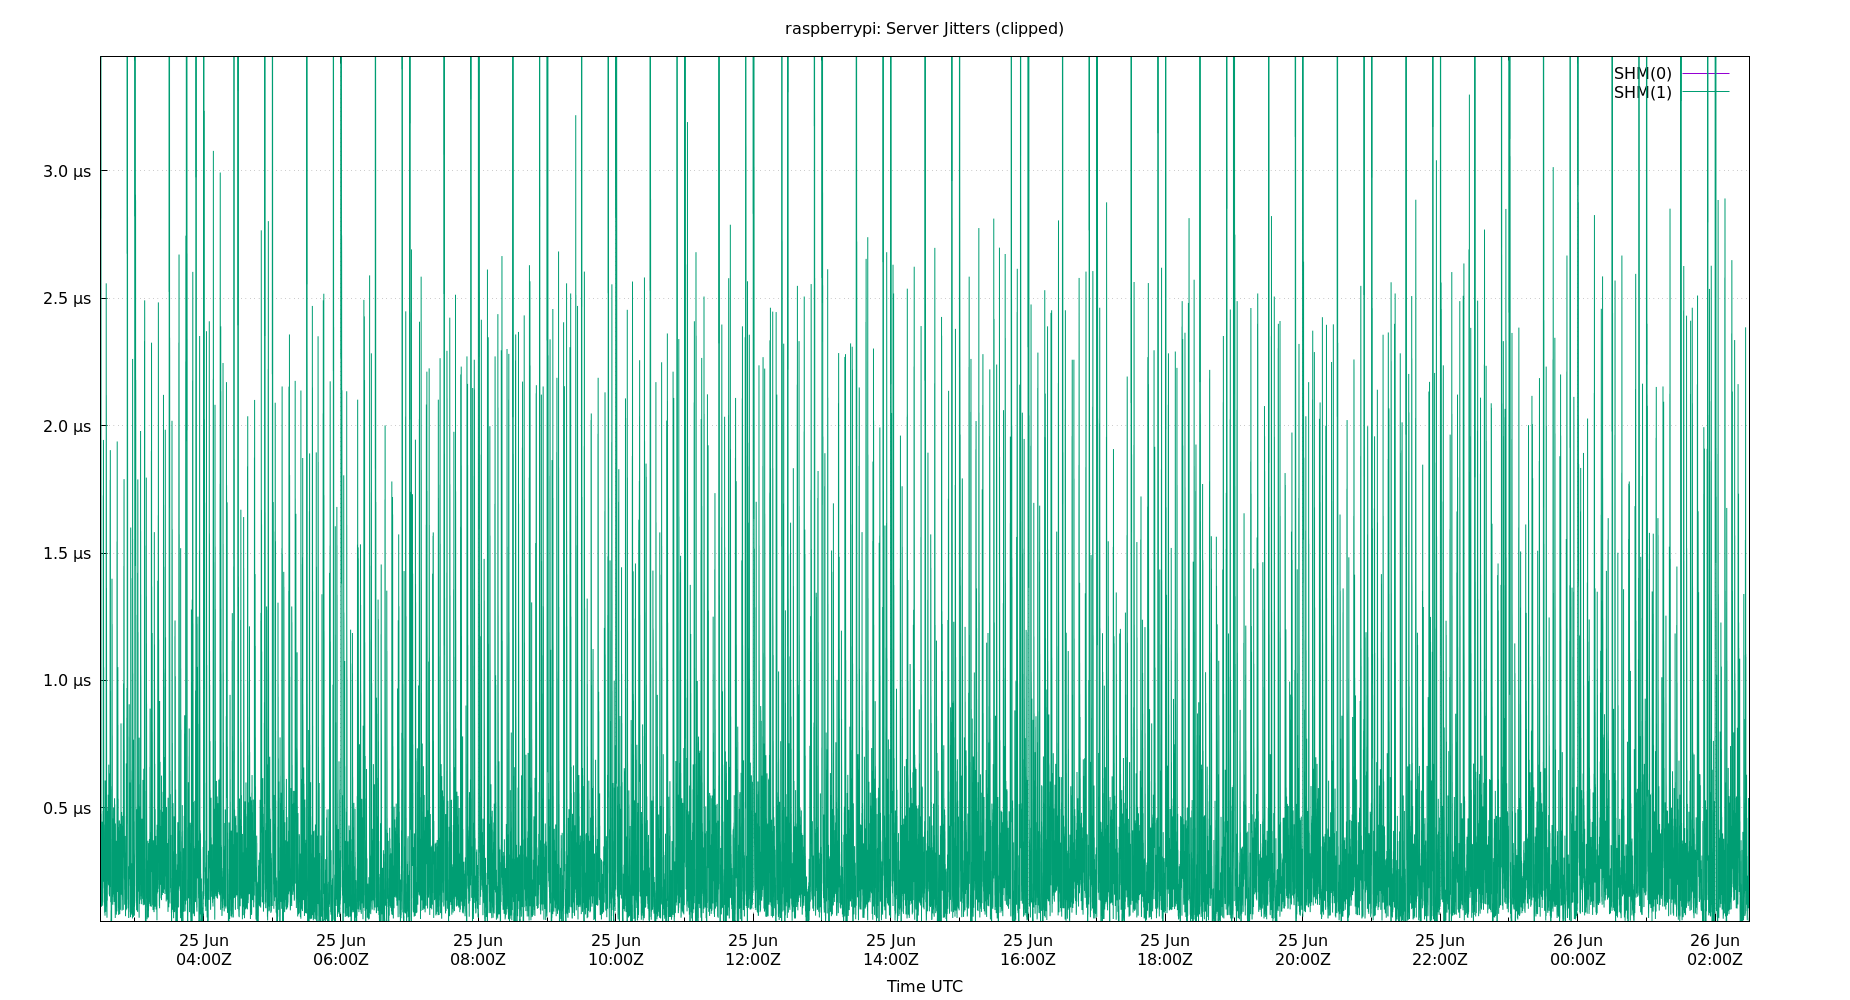 raspberrypi: Server Jitters (clipped)
SHM(0)
SHM(1)
3.0 µs
2.5 µs
2.0 µs
1.5 µs
1.0 µs
0.5 µs
25 Jun 25 Jun 25 Jun 25 Jun 25 Jun 25 Jun 25 Jun 25 Jun 25 Jun 25 Jun 26 Jun 26 Jun
04:00Z 06:00Z 08:00Z 10:00Z 12:00Z 14:00Z 16:00Z 18:00Z 20:00Z 22:00Z 00:00Z 02:00Z
Time UTC